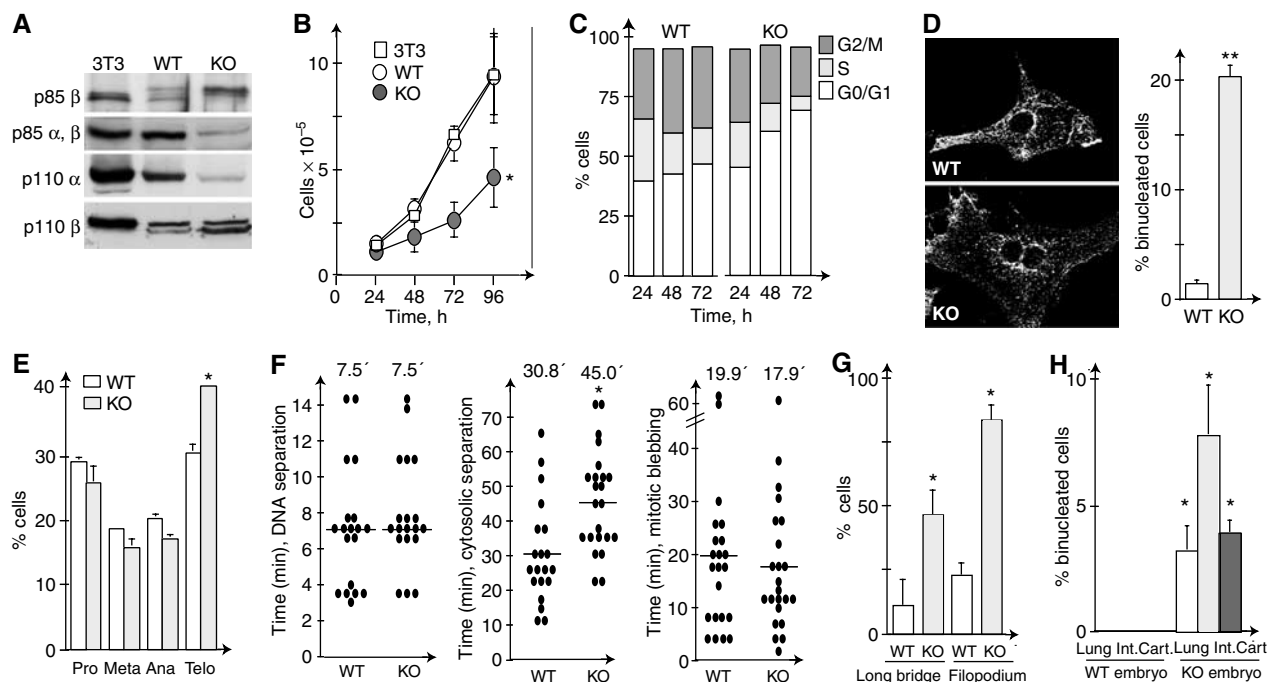 A
3T3 WT KO
p85 β
p85 α, β
p110 α
p110 β
B
3T3
WT
KO
10
5
0
Cells × 10⁻⁵
*
0 24 48 72 96
Time, h
C
WT KO
100
75
50
25
0
% cells
G2/M
S
G0/G1
24 48 72 24 48 72
Time, h
D
WT
KO
% binucleated cells
20
10
0
**
WT KO
E
40
30
20
10
0
% cells
WT
KO
*
Pro Meta Ana Telo
F
7.5´ 7.5´
Time (min), DNA separation
14
12
10
8
6
4
2
0
WT KO
30.8´ 45.0´
*
Time (min), cytosolic separation
70
60
50
40
30
20
10
0
WT KO
19.9´ 17.9´
Time (min), mitotic blebbing
60
40
30
20
10
0
WT KO
G
100
50
0
% cells
*
*
WT KO WT KO
Long bridge Filopodium
H
10
5
0
% binucleated cells
*
*
*
Lung Int.Cart. Lung Int.Cart
WT embryo KO embryo